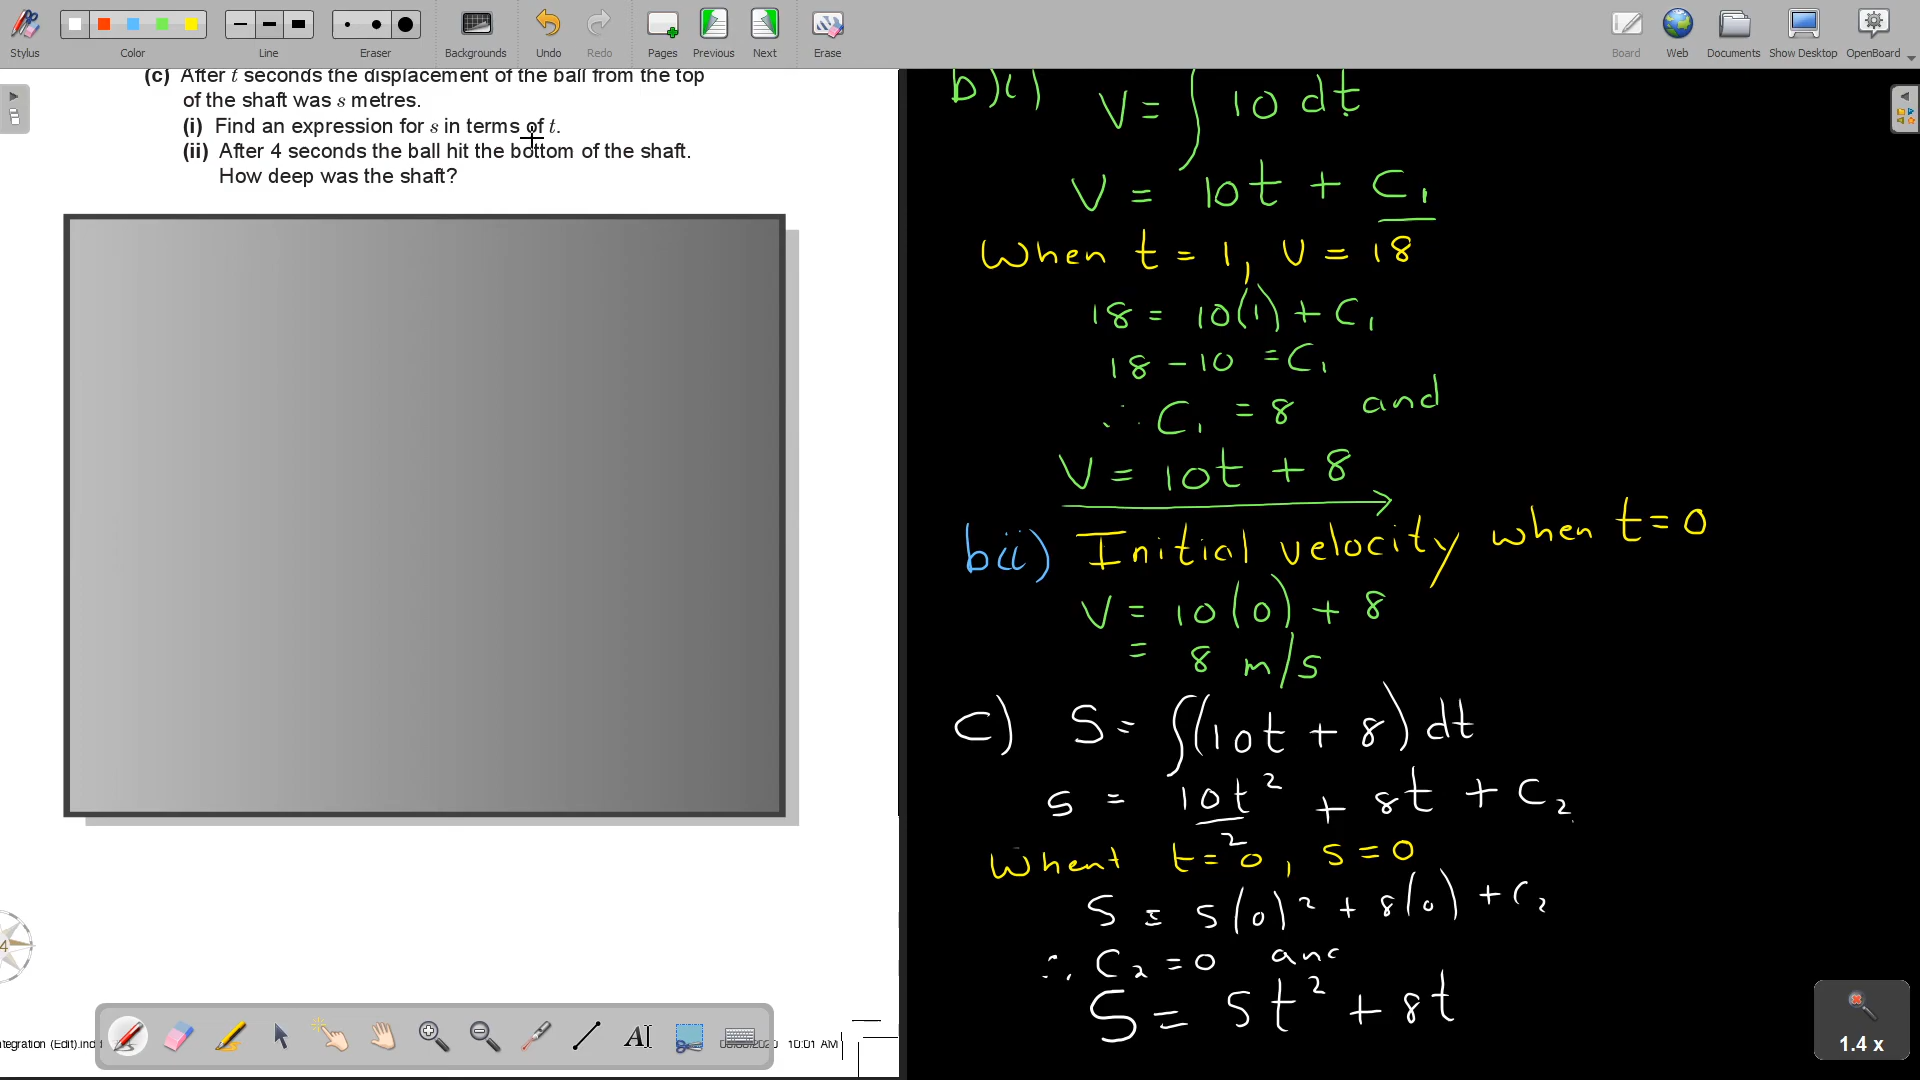 Stylus
Color
Line
Eraser
Backgrounds
Undo
Redo
Pages
Previous
Next
Erase
Board
Web
Documents
Show Desktop
OpenBoard
(c) After t seconds the displacement of the ball from the top
of the shaft was s metres.
(i) Find an expression for s in terms of t.
(ii) After 4 seconds the ball hit the bottom of the shaft.
How deep was the shaft?
b)i) V = ∫ 10 dt
V = 10t + C₁
When t = 1, V = 18
18 = 10(1) + C₁
18 - 10 = C₁
∴ C₁ = 8 and
V = 10t + 8
bii) Initial velocity when t = 0
V = 10(0) + 8
= 8 m/s
c) S = ∫(10t + 8) dt
s = 10t²/2 + 8t + C₂
When t = 0, s = 0
S = 5(0)² + 8(0) + C₂
∴ C₂ = 0 and
S = 5t² + 8t
4
tegration (Edit).indd
10:01 AM
1.4 x